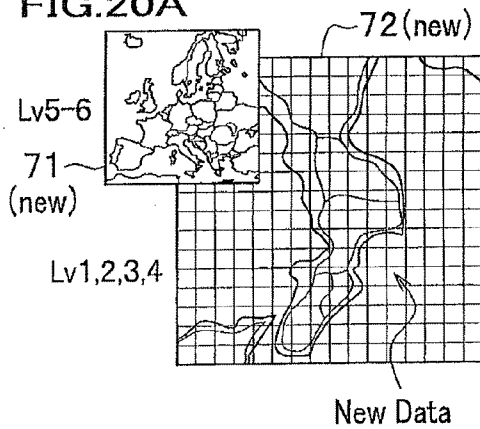 FIG.20A
72(new)
Lv5-6
71
(new)
Lv1,2,3,4
New Data